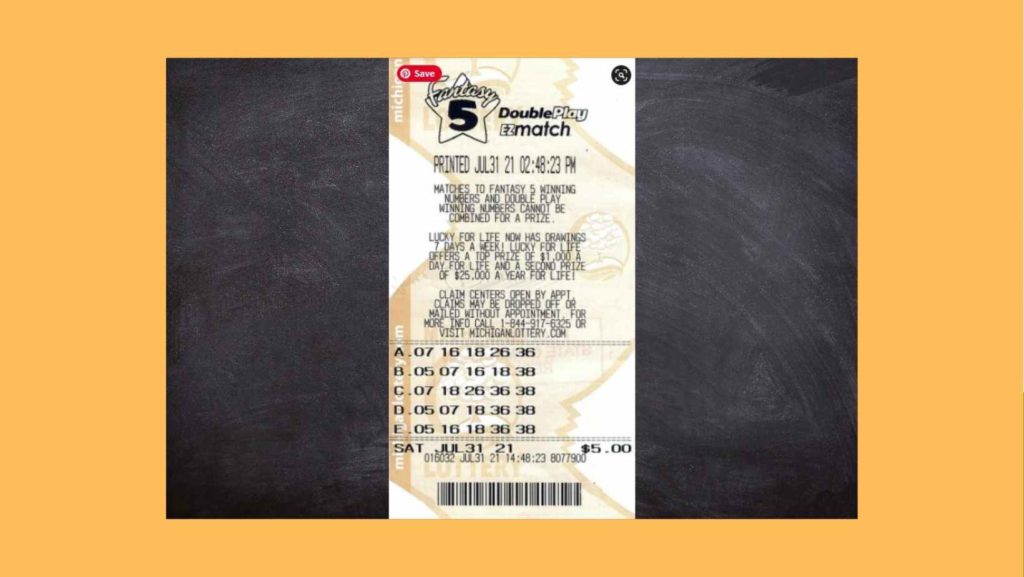 Save
Fantasy
5
DoublePlay
EZmatch
PRINTED JUL31 21 02:48:23 PM
MATCHES TO FANTASY 5 WINNING
NUMBERS AND DOUBLE PLAY
WINNING NUMBERS CANNOT BE
COMBINED FOR A PRIZE.
LUCKY FOR LIFE NOW HAS DRAWINGS
7 DAYS A WEEK! LUCKY FOR LIFE
OFFERS A TOP PRIZE OF $1,000 A
DAY FOR LIFE AND A SECOND PRIZE
OF $25,000 A YEAR FOR LIFE!
CLAIM CENTERS OPEN BY APPT.
CLAIMS MAY BE DROPPED OFF OR
MAILED WITHOUT APPOINTMENT. FOR
MORE INFO CALL 1-844-917-6325 OR
VISIT MICHIGANLOTTERY.COM
A.07 16 18 26 36
B.05 07 16 18 38
C.07 18 26 36 38
D.05 07 18 36 38
E.05 16 18 36 38
SAT JUL31 21 $5.00
016032 JUL31 21 14:48:23 8077900
LOTTERY